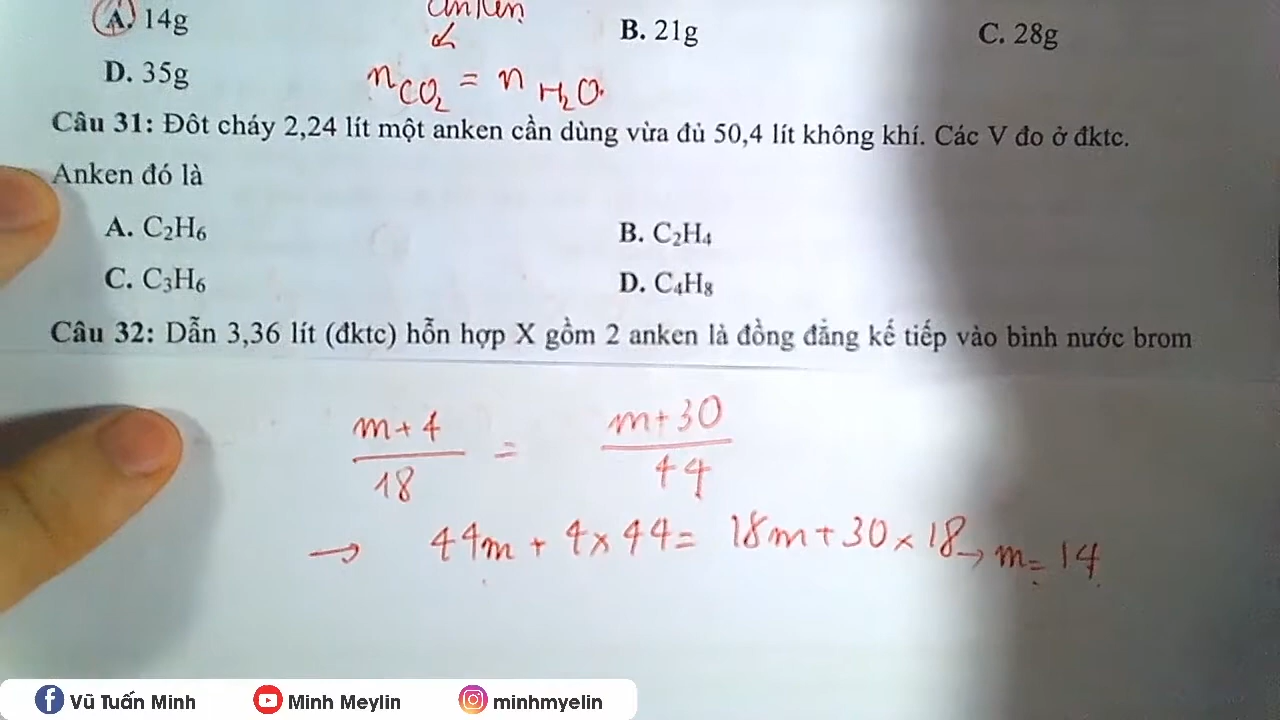 A. 14g anken B. 21g C. 28g
D. 35g nCO2 = nH2O.
Câu 31: Đôt cháy 2,24 lít một anken cần dùng vừa đủ 50,4 lít không khí. Các V đo ở đktc.
Anken đó là
A. C2H6 B. C2H4
C. C3H6 D. C4H8
Câu 32: Dẫn 3,36 lít (đktc) hỗn hợp X gồm 2 anken là đồng đẳng kế tiếp vào bình nước brom
m+4 = m+30
18 44
→ 44m + 4×44 = 18m+30×18 → m = 14
Vũ Tuấn Minh Minh Meylin minhmyelin